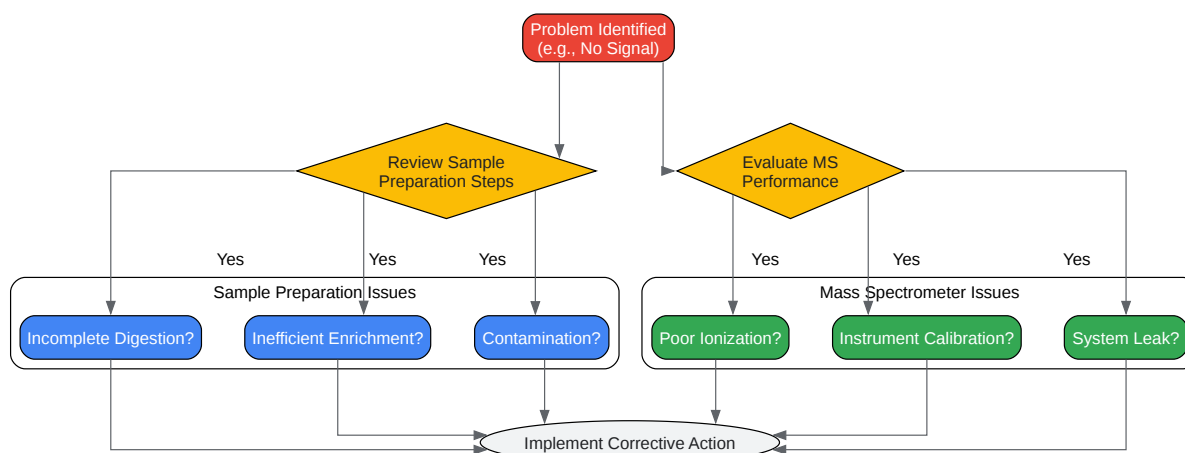 Problem Identified
(e.g., No Signal)
Review Sample
Preparation Steps
Evaluate MS
Performance
Yes
Yes
Yes
Yes
Yes
Yes
Sample Preparation Issues
Mass Spectrometer Issues
Incomplete Digestion?
Inefficient Enrichment?
Contamination?
Poor Ionization?
Instrument Calibration?
System Leak?
Implement Corrective Action